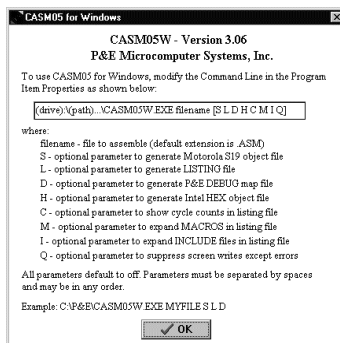 CASM05 for Windows
CASM05W - Version 3.06
P&E Microcomputer Systems, Inc.
To use CASM05 for Windows, modify the Command Line in the Program
Item Properties as shown below:
(drive):\(path)...\CASM05W.EXE filename [S L D H C M I Q]
where:
filename - file to assemble (default extension is .ASM)
S - optional parameter to generate Motorola S19 object file
L - optional parameter to generate LISTING file
D - optional parameter to generate P&E DEBUG map file
H - optional parameter to generate Intel HEX object file
C - optional parameter to show cycle counts in listing file
M - optional parameter to expand MACROS in listing file
I - optional parameter to expand INCLUDE files in listing file
Q - optional parameter to suppress screen writes except errors
All parameters default to off. Parameters must be separated by spaces
and may be in any order.
Example: C:\P&E\CASM05W.EXE MYFILE S L D
OK